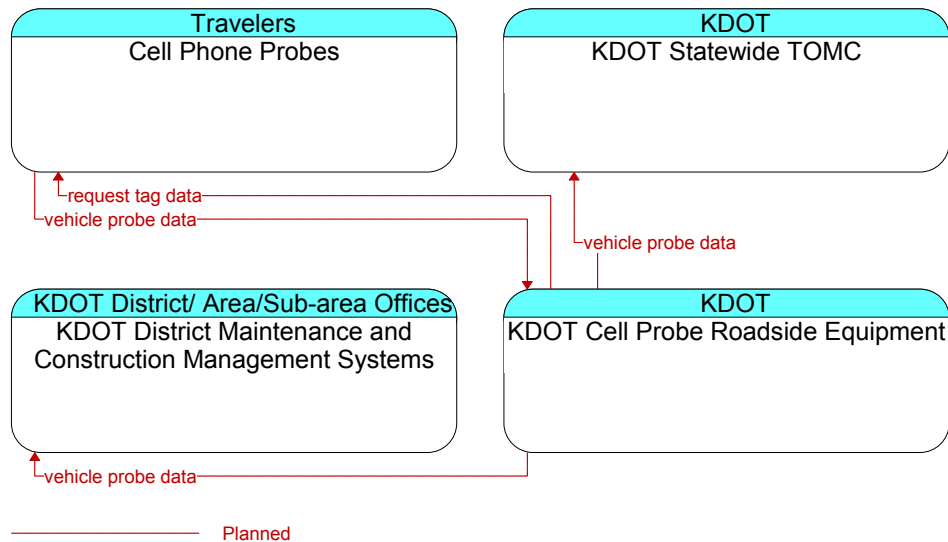 Travelers
Cell Phone Probes
KDOT
KDOT Statewide TOMC
request tag data
vehicle probe data
vehicle probe data
KDOT District/ Area/Sub-area Offices
KDOT District Maintenance and
Construction Management Systems
KDOT
KDOT Cell Probe Roadside Equipment
vehicle probe data
Planned